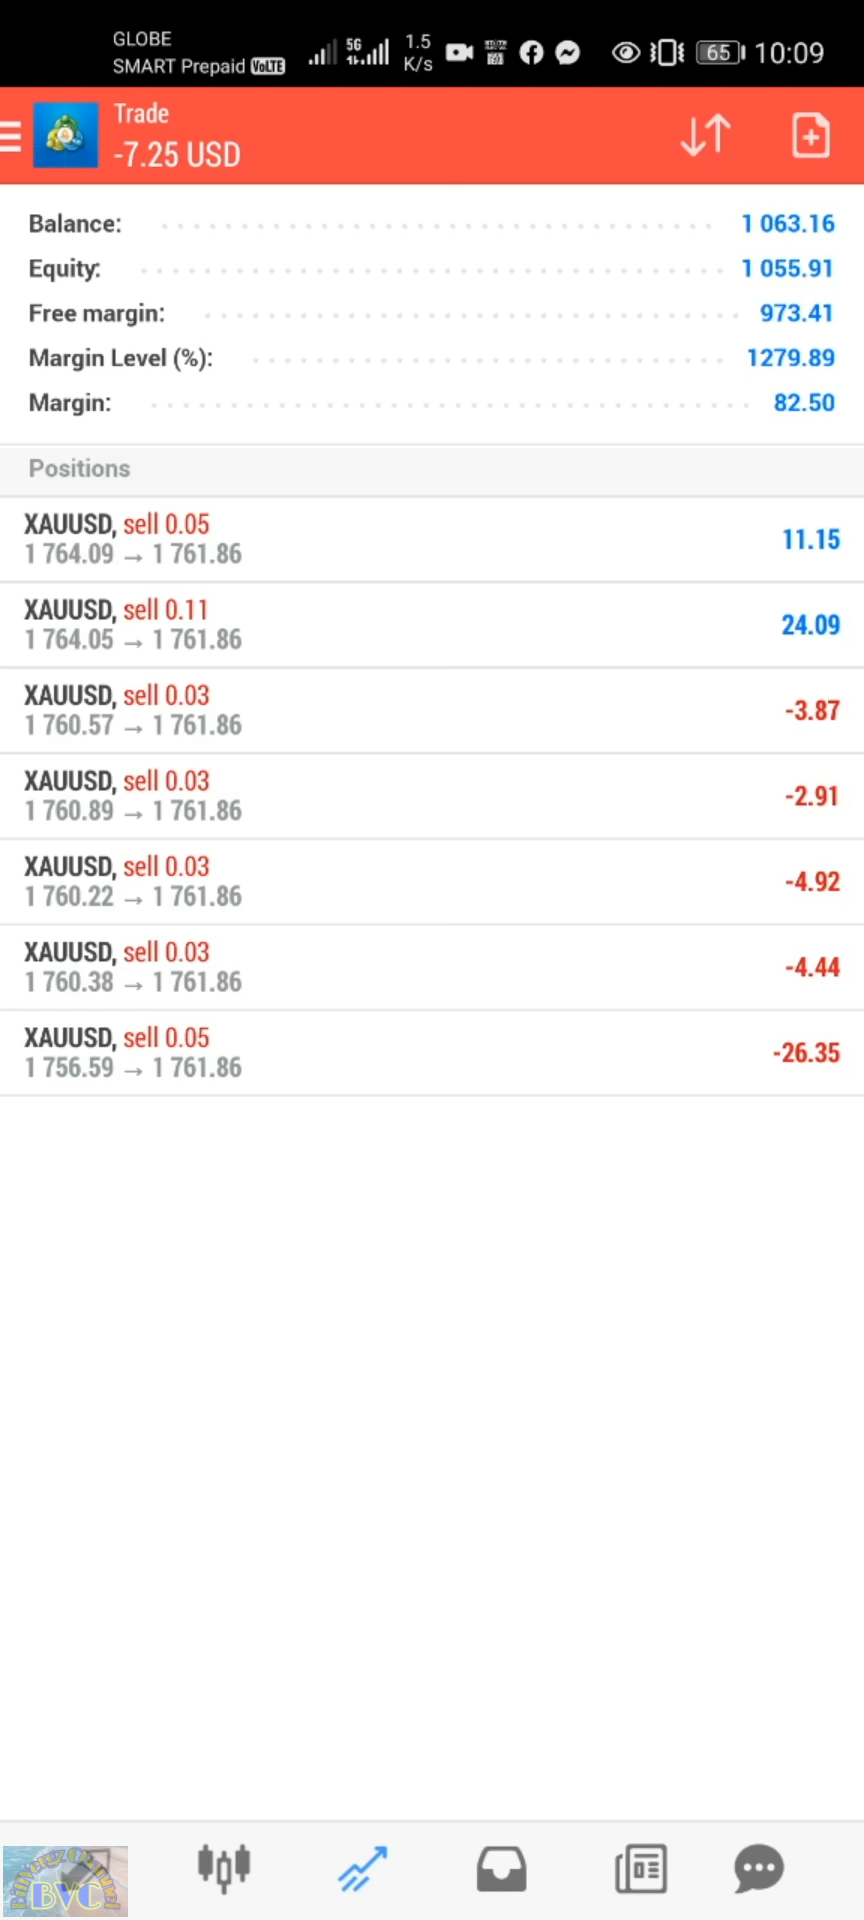 GLOBE
SMART Prepaid VoLTE
5G
1.5
K/s
65
10:09
Trade
-7.25 USD
Balance: 1 063.16
Equity: 1 055.91
Free margin: 973.41
Margin Level (%): 1279.89
Margin: 82.50
Positions
XAUUSD, sell 0.05
1 764.09 → 1 761.86
11.15
XAUUSD, sell 0.11
1 764.05 → 1 761.86
24.09
XAUUSD, sell 0.03
1 760.57 → 1 761.86
-3.87
XAUUSD, sell 0.03
1 760.89 → 1 761.86
-2.91
XAUUSD, sell 0.03
1 760.22 → 1 761.86
-4.92
XAUUSD, sell 0.03
1 760.38 → 1 761.86
-4.44
XAUUSD, sell 0.05
1 756.59 → 1 761.86
-26.35
BVC